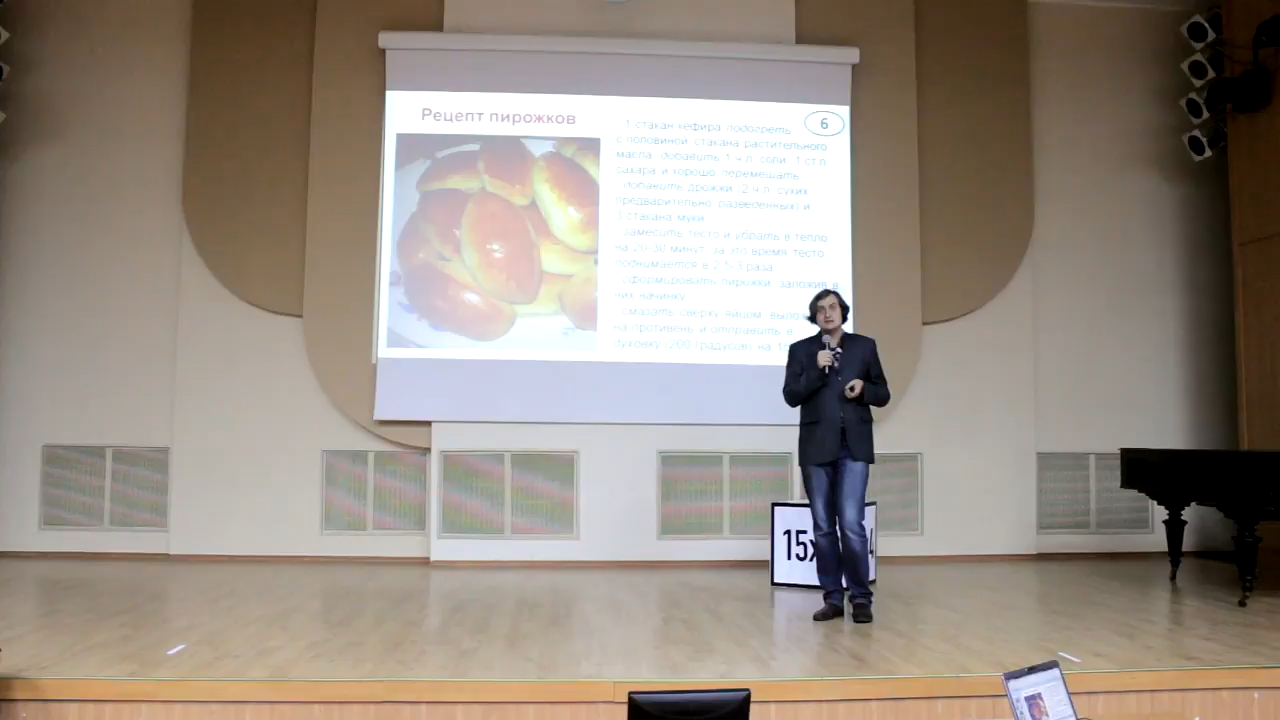 Рецепт пирожков
6
1 стакан кефира подогреть
с половиной стакана растительного
масла, добавить 1 ч.л. соли, 1 ст.л.
сахара и хорошо перемешать
добавить дрожжи (2 ч.л. сухих
предварительно разведенных) и
3 стакана муки
замесить тесто и убрать в тепло
на 20-30 минут, за это время тесто
поднимается в 2,5-3 раза
сформировать пирожки, заложив в
них начинку
смазать сверху яйцом, выложить
на противень и отправить в
духовку (200 градусов) на
15x 4